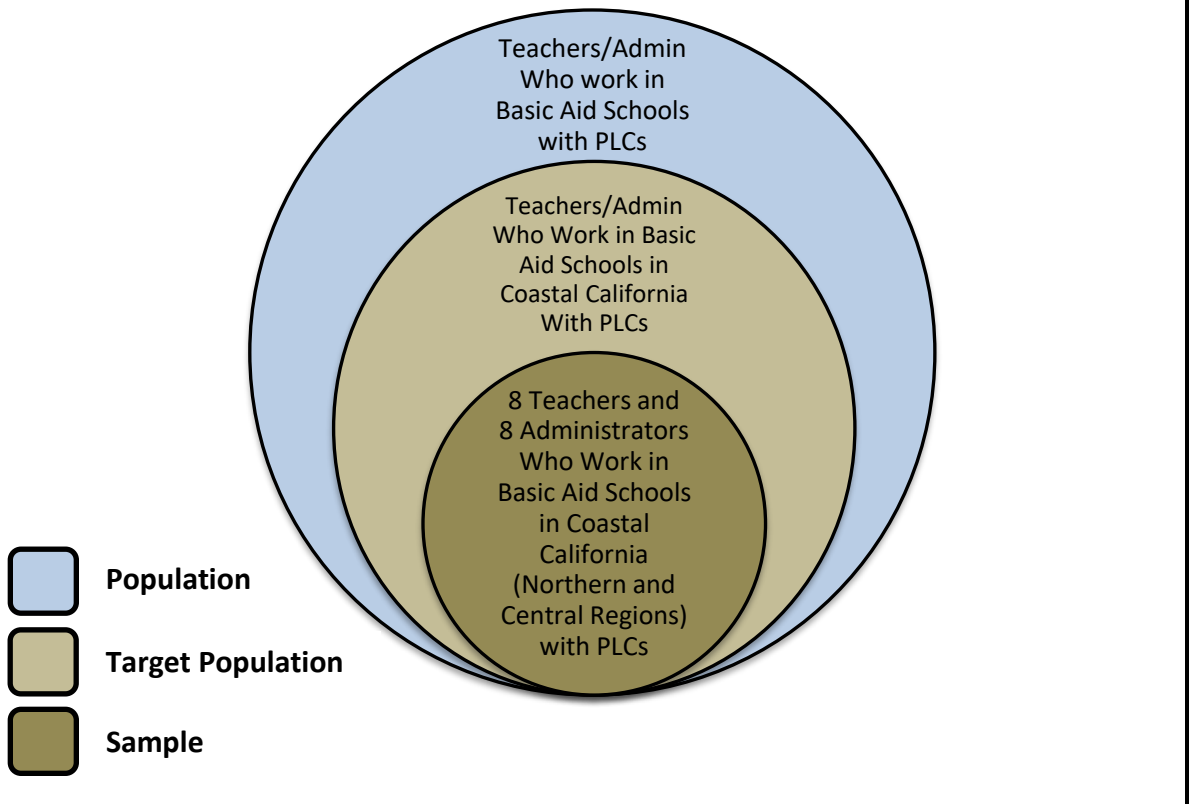 Teachers/Admin
Who work in
Basic Aid Schools
with PLCs
Teachers/Admin
Who Work in Basic
Aid Schools in
Coastal California
With PLCs
8 Teachers and
8 Administrators
Who Work in
Basic Aid Schools
in Coastal
California
(Northern and
Central Regions)
with PLCs
Population
Target Population
Sample